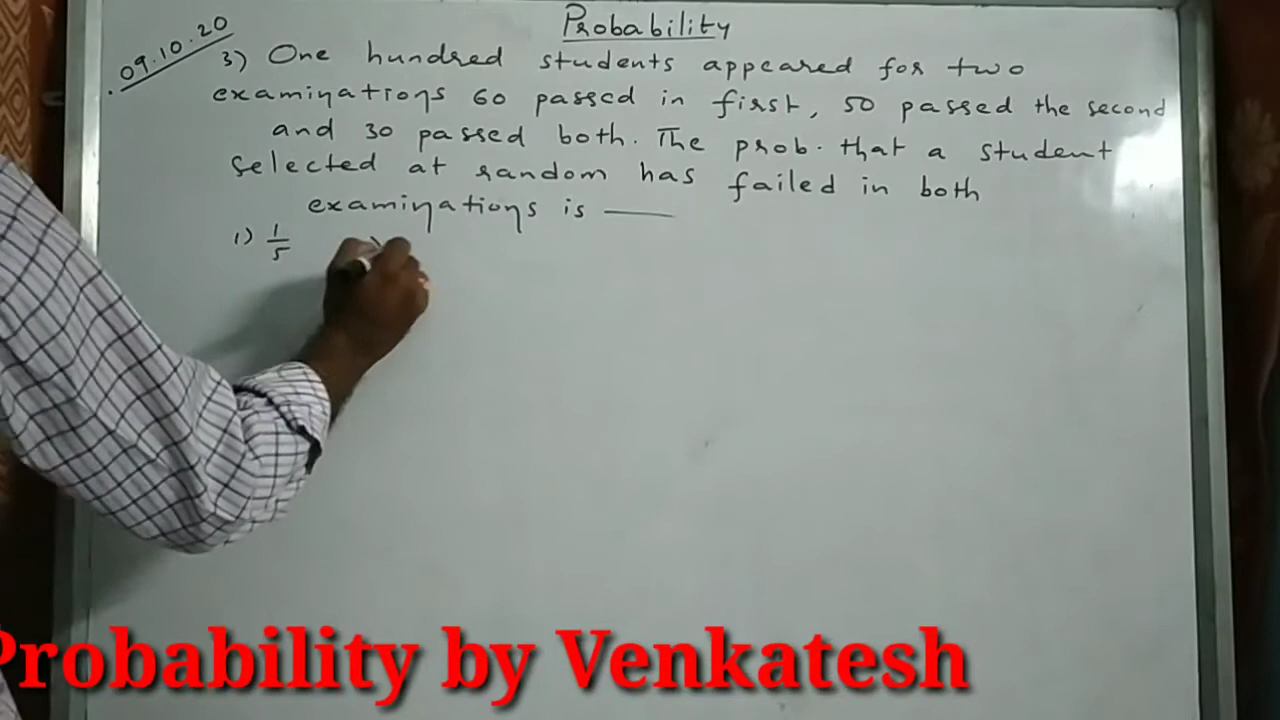 Probability
09.10.20
3) One hundred students appeared for two
examinations 60 passed in first, 50 passed the second
and 30 passed both. The prob. that a student
selected at random has failed in both
examinations is ___
1) 1/5
Probability by Venkatesh